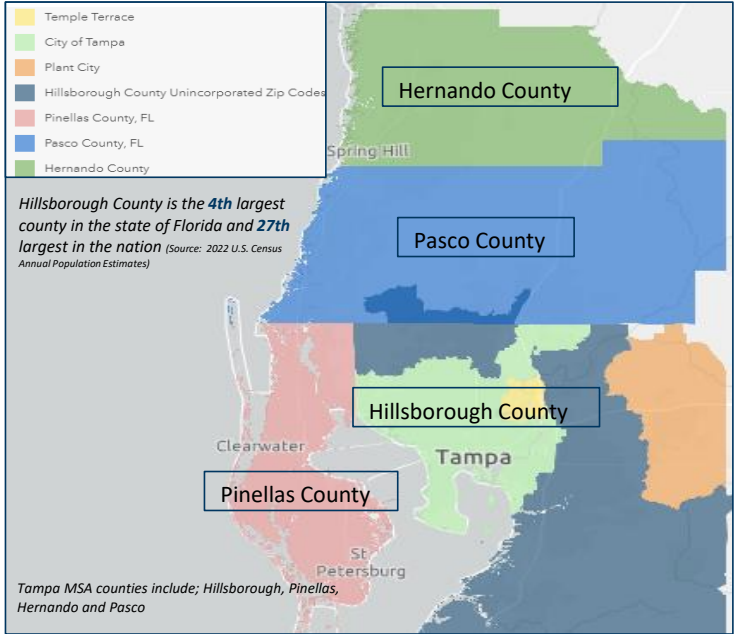 Temple Terrace
City of Tampa
Plant City
Hillsborough County Unincorporated Zip Codes
Pinellas County, FL
Pasco County, FL
Hernando County
Hernando County
Spring Hill
Hillsborough County is the 4th largest
county in the state of Florida and 27th
largest in the nation (Source: 2022 U.S. Census
Annual Population Estimates)
Pasco County
Hillsborough County
Clearwater
Tampa
Pinellas County
St
Petersburg
Tampa MSA counties include; Hillsborough, Pinellas,
Hernando and Pasco